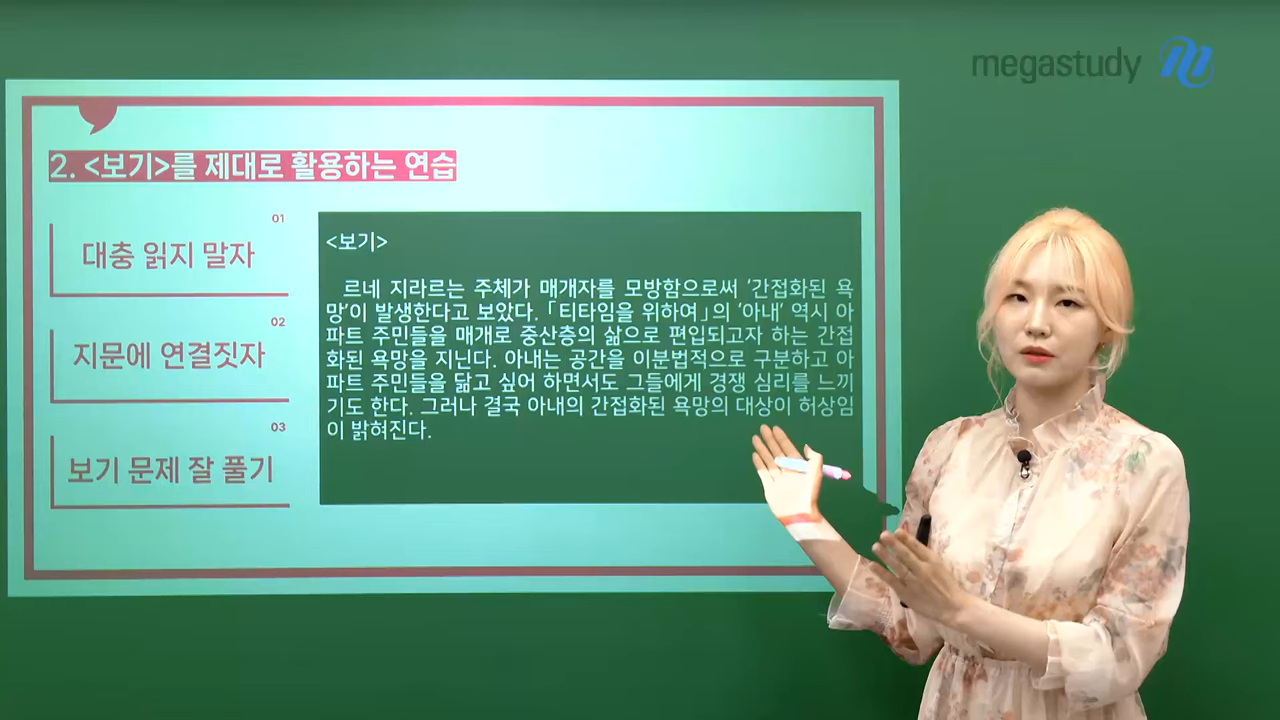 megastudy
2. <보기>를 제대로 활용하는 연습
01
대충 읽지 말자
02
지문에 연결짓자
03
보기 문제 잘 풀기
<보기>
르네 지라르는 주체가 매개자를 모방함으로써 '간접화된 욕
망'이 발생한다고 보았다. 「티타임을 위하여」의 '아내' 역시 아
파트 주민들을 매개로 중산층의 삶으로 편입되고자 하는 간접
화된 욕망을 지닌다. 아내는 공간을 이분법적으로 구분하고 아
파트 주민들을 닮고 싶어 하면서도 그들에게 경쟁 심리를 느끼
기도 한다. 그러나 결국 아내의 간접화된 욕망의 대상이 허상임
이 밝혀진다.